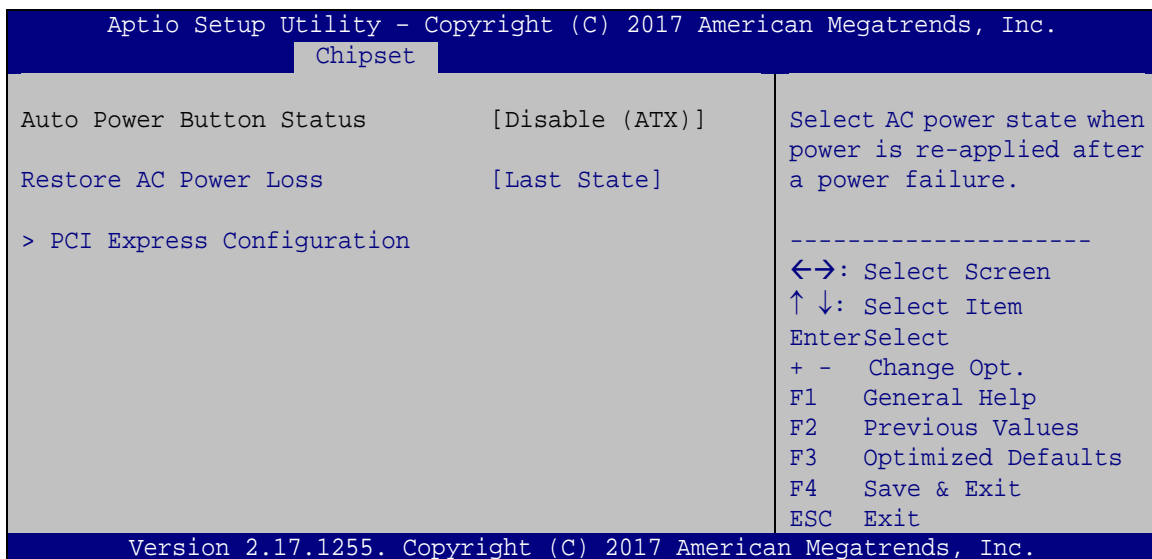 Aptio Setup Utility – Copyright (C) 2017 American Megatrends, Inc.
Chipset
Auto Power Button Status [Disable (ATX)]
Restore AC Power Loss [Last State]
> PCI Express Configuration
Select AC power state when
power is re-applied after
a power failure.
---------------------
←→: Select Screen
↑ ↓: Select Item
EnterSelect
+ - Change Opt.
F1 General Help
F2 Previous Values
F3 Optimized Defaults
F4 Save & Exit
ESC Exit
Version 2.17.1255. Copyright (C) 2017 American Megatrends, Inc.